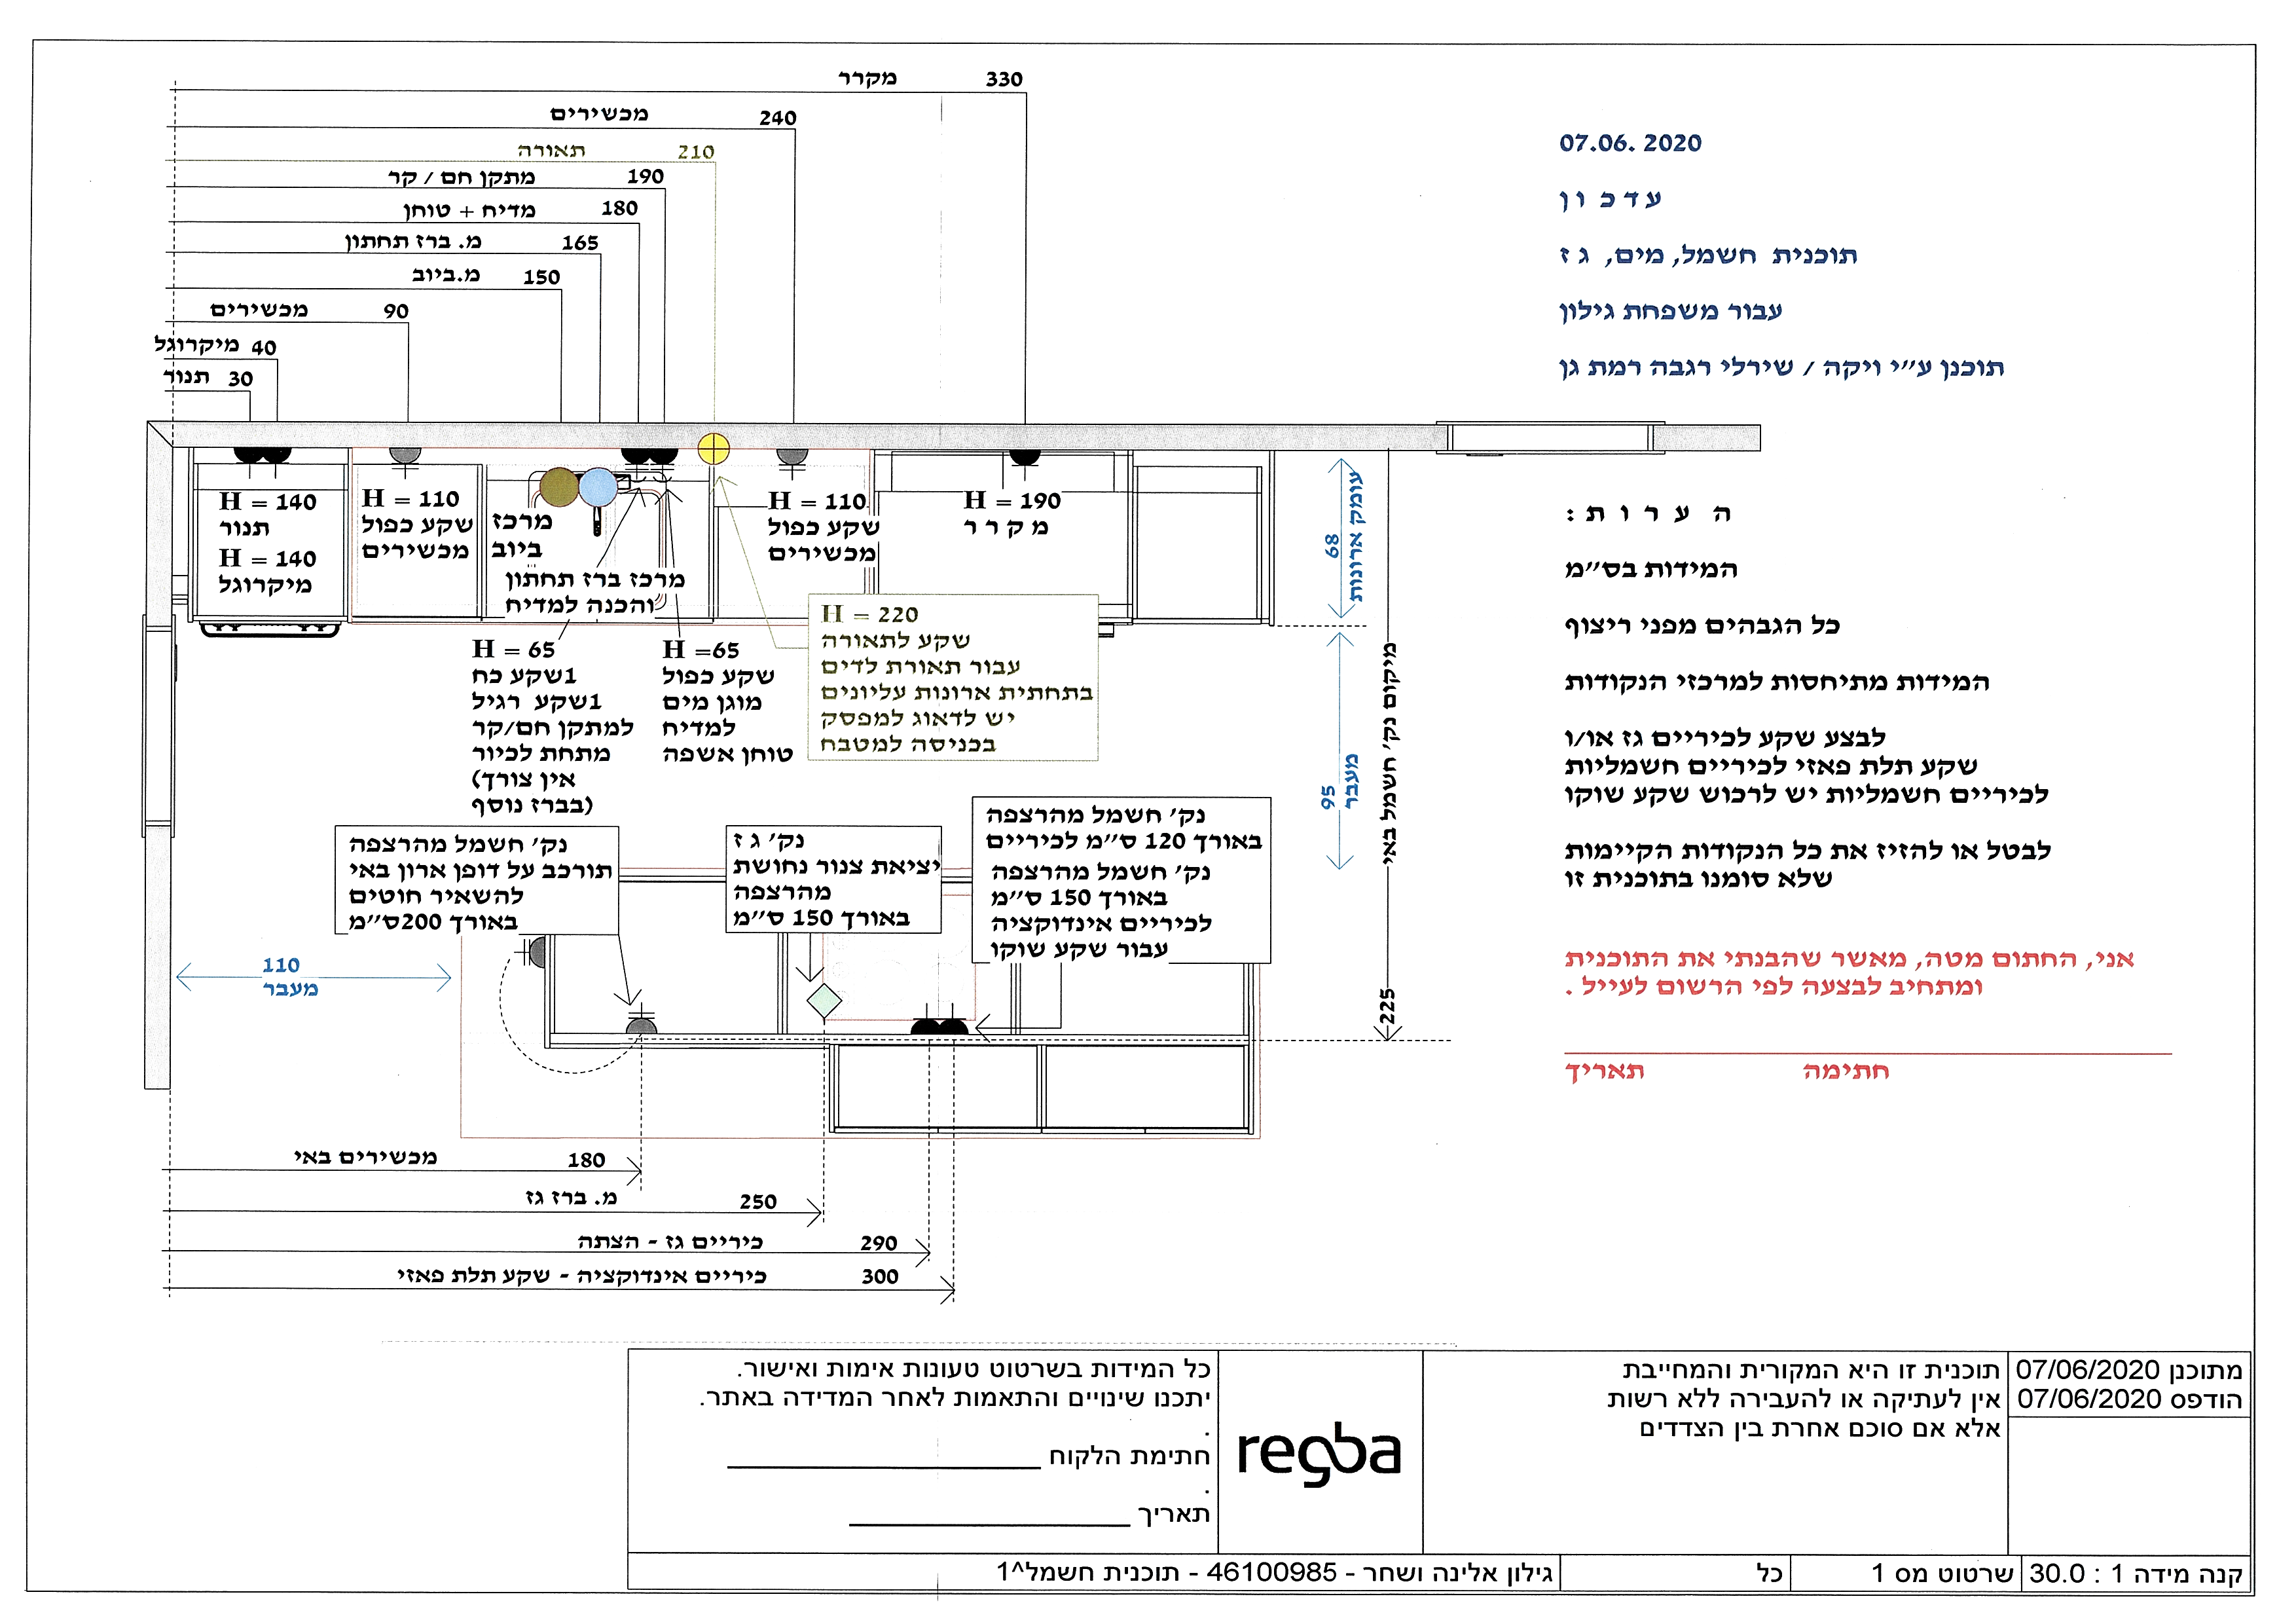 330 מקרר
240 מכשירים
210 תאורה
190 מתקן חם / קר
180 מדיח + טוחן
165 מ. ברז תחתון
150 מ.ביוב
90 מכשירים
40 מיקרוגל
30 תנור
07.06. 2020
עדכון
תוכנית חשמל, מים, גז
עבור משפחת גילון
תוכנן ע״י ויקה / שירלי רגבה רמת גן
H = 140
תנור
H = 140
מיקרוגל
H = 110
שקע כפול
מכשירים
מרכז
ביוב
מרכז ברז תחתון
והכנה למדיח
H = 110
שקע כפול
מכשירים
H = 190
מקרר
68
עומק ארונות
95
מעבר
מיקום נק׳ חשמל באי
225
H = 65
1שקע כח
1שקע רגיל
למתקן חם/קר
מתחת לכיור
(אין צורך
בברז נוסף)
H =65
שקע כפול
מוגן מים
למדיח
טוחן אשפה
H = 220
שקע לתאורה
עבור תאורת לדים
בתחתית ארונות עליונים
יש לדאוג למפסק
בכניסה למטבח
נק׳ חשמל מהרצפה
תורכב על דופן ארון באי
להשאיר חוטים
באורך 200ס״מ
נק׳ גז
יציאת צנור נחושת
מהרצפה
באורך 150 ס״מ
נק׳ חשמל מהרצפה
באורך 120 ס״מ לכיריים
נק׳ חשמל מהרצפה
באורך 150 ס״מ
לכיריים אינדוקציה
עבור שקע שוקו
110
מעבר
180 מכשירים באי
250 מ. ברז גז
290 כיריים גז - הצתה
300 כיריים אינדוקציה - שקע תלת פאזי
הערות:
המידות בס״מ
כל הגבהים מפני ריצוף
המידות מתיחסות למרכזי הנקודות
לבצע שקע לכיריים גז או/ו
שקע תלת פאזי לכיריים חשמליות
לכיריים חשמליות יש לרכוש שקע שוקו
לבטל או להזיז את כל הנקודות הקיימות
שלא סומנו בתוכנית זו
אני, החתום מטה, מאשר שהבנתי את התוכנית
ומתחיב לבצעה לפי הרשום לעייל .
חתימה תאריך
מתוכנן 07/06/2020
הודפס 07/06/2020
תוכנית זו היא המקורית והמחייבת
אין לעתיקה או להעבירה ללא רשות
אלא אם סוכם אחרת בין הצדדים
regba
כל המידות בשרטוט טעונות אימות ואישור.
יתכנו שינויים והתאמות לאחר המדידה באתר.
.
חתימת הלקוח
.
תאריך
קנה מידה 1 : 30.0
שרטוט מס 1
כל
גילון אלינה ושחר - 46100985 - תוכנית חשמל^1